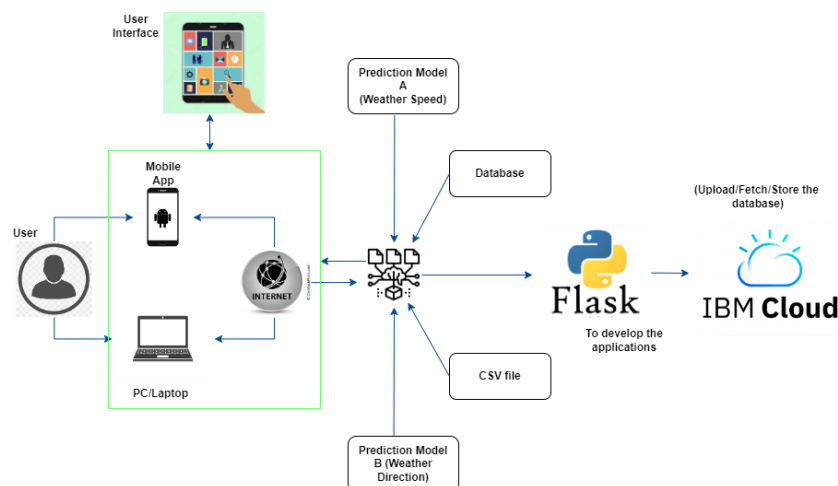 User
Interface
Prediction Model
A
(Weather Speed)
Mobile
App
Database
(Upload/Fetch/Store the
database)
User
INTERNET
Flask
IBM Cloud
To develop the
applications
CSV file
PC/Laptop
Prediction Model
B (Weather
Direction)